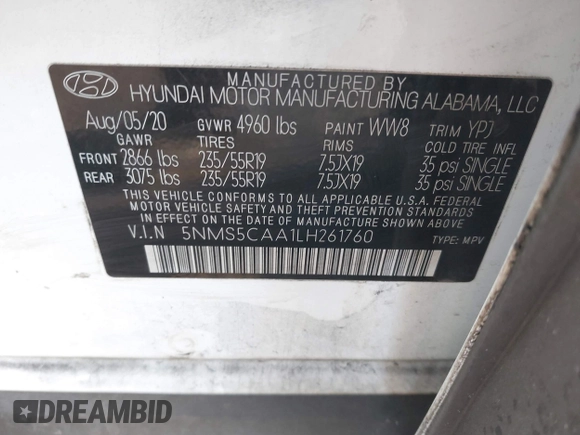 MANUFACTURED BY
HYUNDAI MOTOR MANUFACTURING ALABAMA, LLC
Aug/05/20 GVWR 4960 lbs PAINT WW8 TRIM YPJ
GAWR TIRES RIMS COLD TIRE INFL
FRONT 2866 lbs 235/55R19 7.5JX19 35 psi SINGLE
REAR 3075 lbs 235/55R19 7.5JX19 35 psi SINGLE
THIS VEHICLE CONFORMS TO ALL APPLICABLE U.S.A. FEDERAL
MOTOR VEHICLE SAFETY AND THEFT PREVENTION STANDARDS
IN EFFECT ON THE DATE OF MANUFACTURE SHOWN ABOVE.
V.I.N 5NMS5CAA1LH261760 TYPE: MPV
DREAMBID